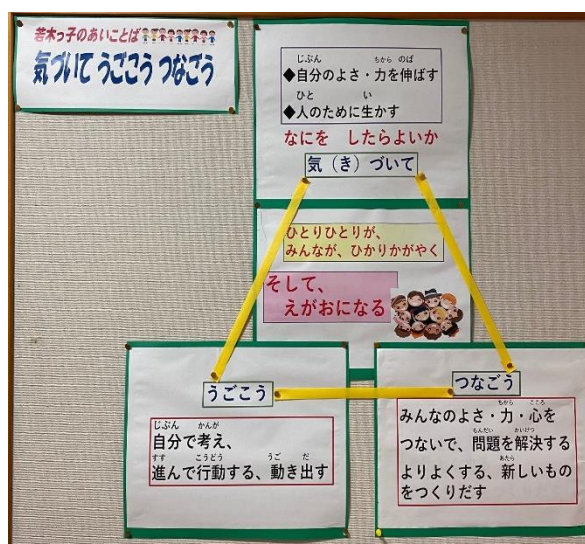 若木っ子のあいことば
気づいて うごこう つなごう
じぶん ちから のば
◆自分のよさ・力を伸ばす
ひと い
◆人のために生かす
なにを したらよいか
気(き)づいて
ひとりひとりが、
みんなが、ひかりかがやく
そして、
えがおになる
うごこう
じぶん かんが
自分で考え、
すす こうどう うご だ
進んで行動する、動き出す
つなごう
ちから こころ
みんなのよさ・力・心を
もんだい かいけつ
つないで、問題を解決する
あたら
よりよくする、新しいもの
をつくりだす